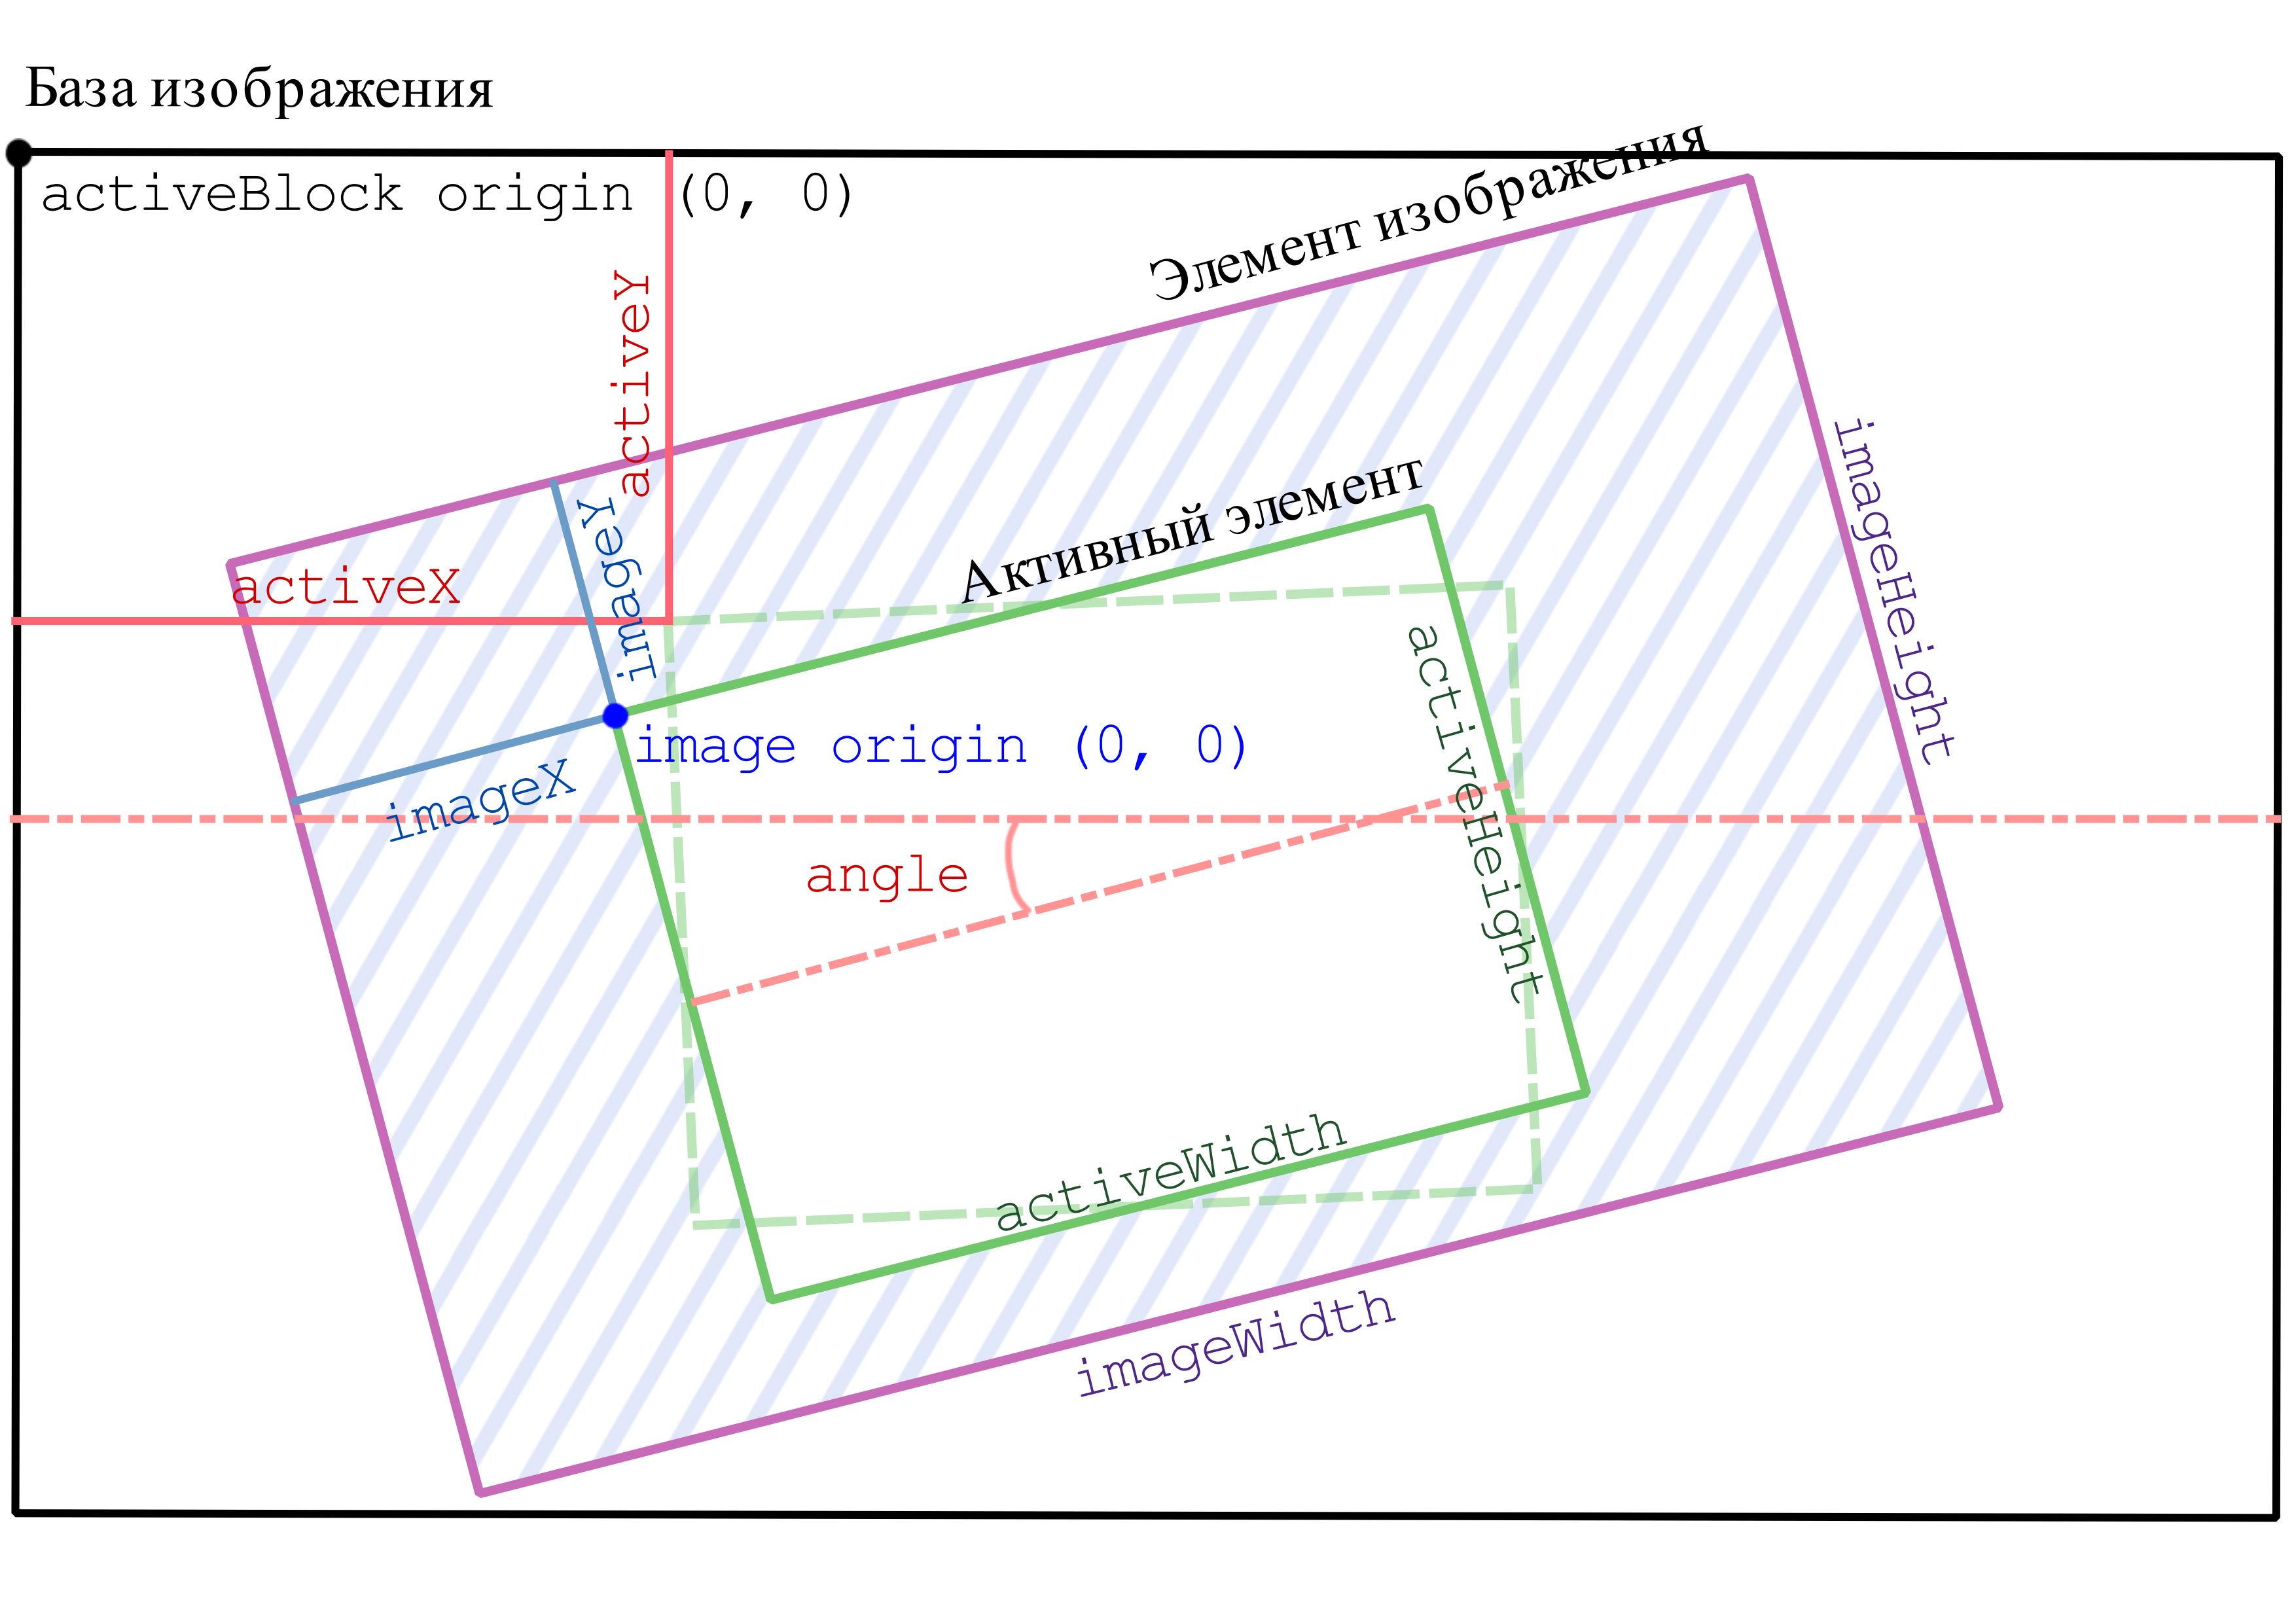 База изображения
activeBlock origin (0, 0)
Элемент изображения
activeY
imageHeight
Активный элемент
imageY
activeX
activeHeight
image origin (0, 0)
imageX
angle
activeWidth
imageWidth